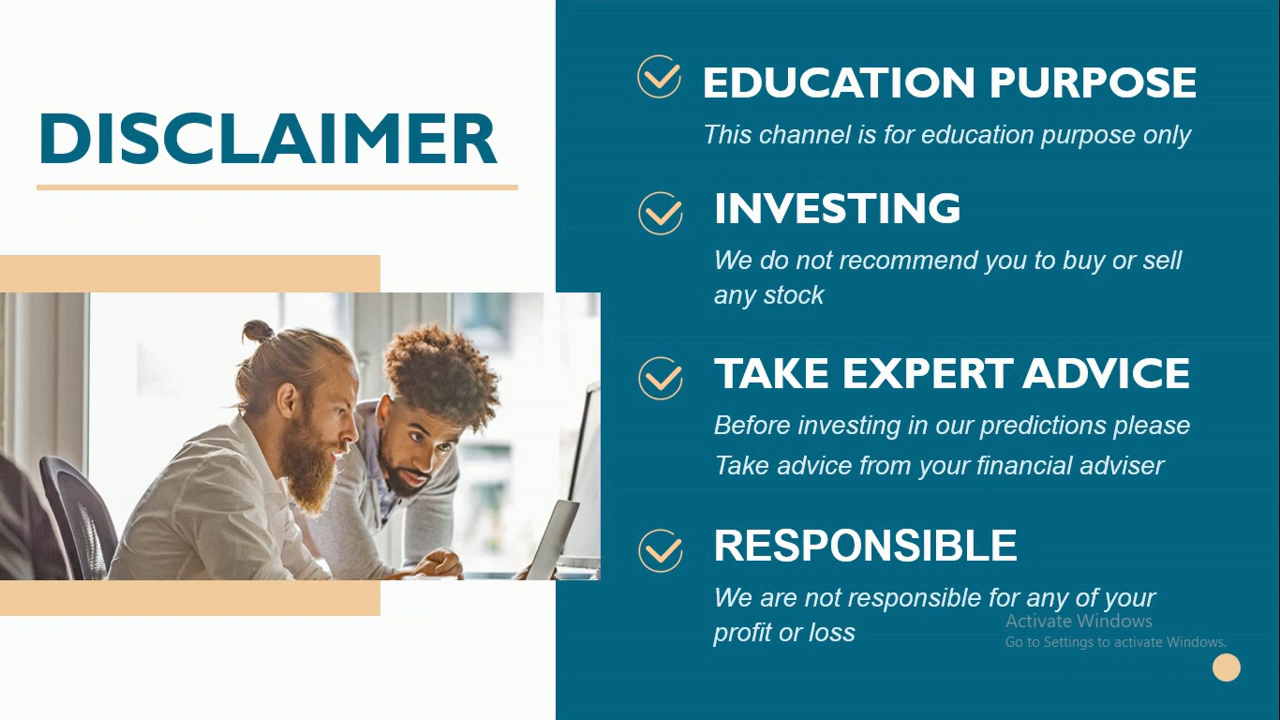 DISCLAIMER
EDUCATION PURPOSE
This channel is for education purpose only
INVESTING
We do not recommend you to buy or sell
any stock
TAKE EXPERT ADVICE
Before investing in our predictions please
Take advice from your financial adviser
RESPONSIBLE
We are not responsible for any of your
profit or loss
Activate Windows
Go to Settings to activate Windows.